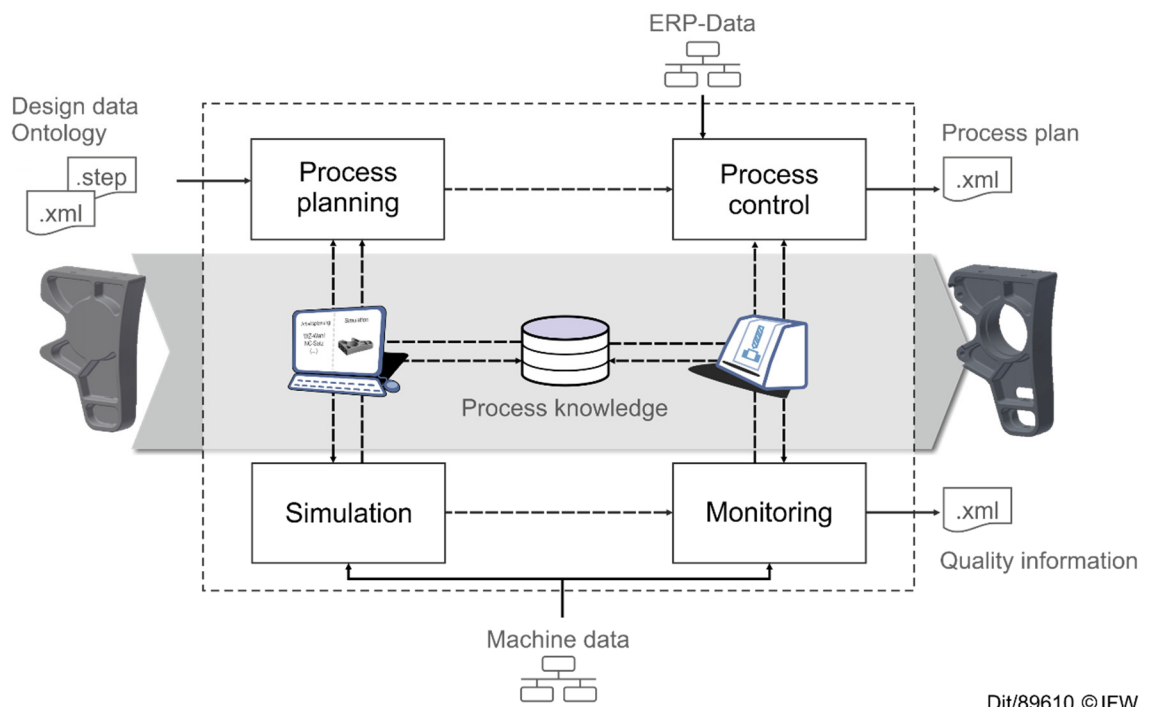 ERP-Data
Design data
Ontology
.step
.xml
Process
planning
Process
control
Process plan
.xml
Simulation
(...)
Process knowledge
Simulation
Monitoring
.xml
Quality information
Machine data
Dit/89610 ©IFW